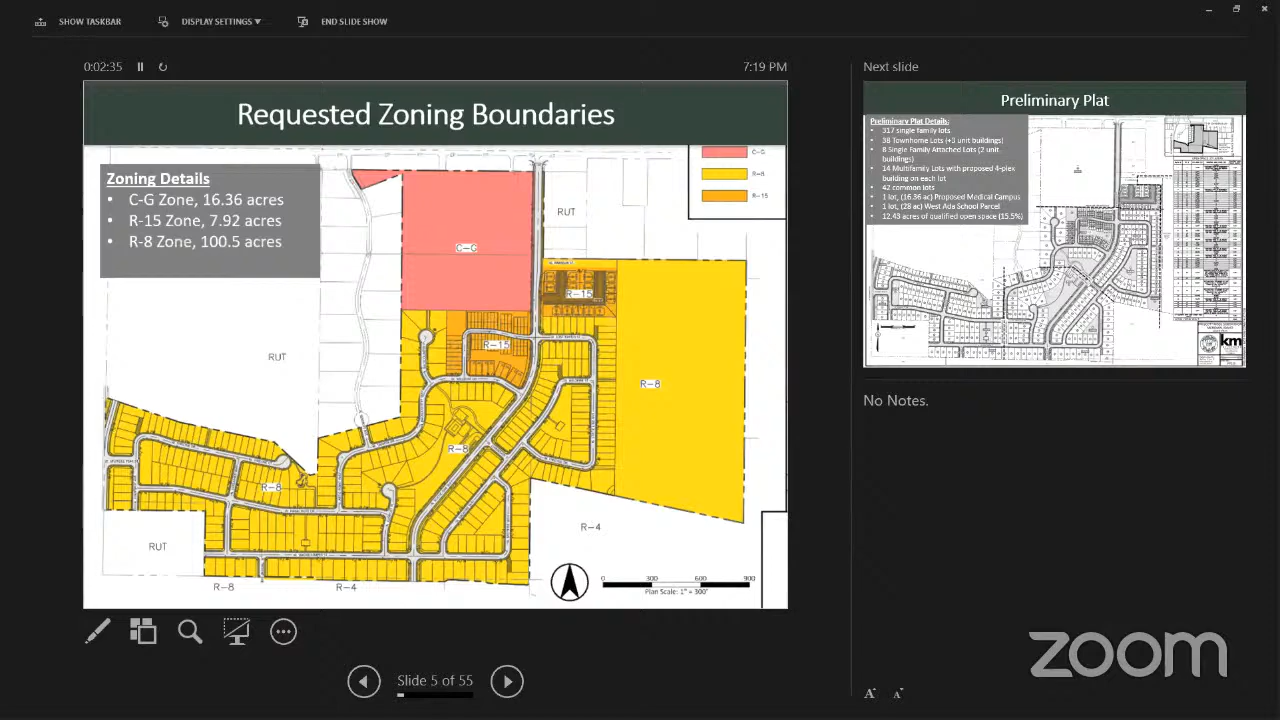 SHOW TASKBAR
DISPLAY SETTINGS ▼
END SLIDE SHOW
0:02:35
7:19 PM
Requested Zoning Boundaries
Zoning Details
• C-G Zone, 16.36 acres
• R-15 Zone, 7.92 acres
• R-8 Zone, 100.5 acres
C-G
R-8
R-15
RUT
C-G
R-15
R-15
RUT
R-8
R-8
R-8
R-4
RUT
R-8
R-4
0 300 600 900
Plan Scale: 1" = 300'
Slide 5 of 55
Next slide
Preliminary Plat
Preliminary Plat Details:
• 317 single family lots
• 38 Townhome Lots (+3 unit buildings)
• 8 Single Family Attached Lots (2 unit
buildings)
• 14 Multifamily Lots with proposed 4-plex
building on each lot
• 42 common lots
• 1 lot, (16.36 ac) Proposed Medical Campus
• 1 lot, (28 ac) West Ada School Parcel
• 12.43 acres of qualified open space (15.5%)
km
No Notes.
zoom
A
A